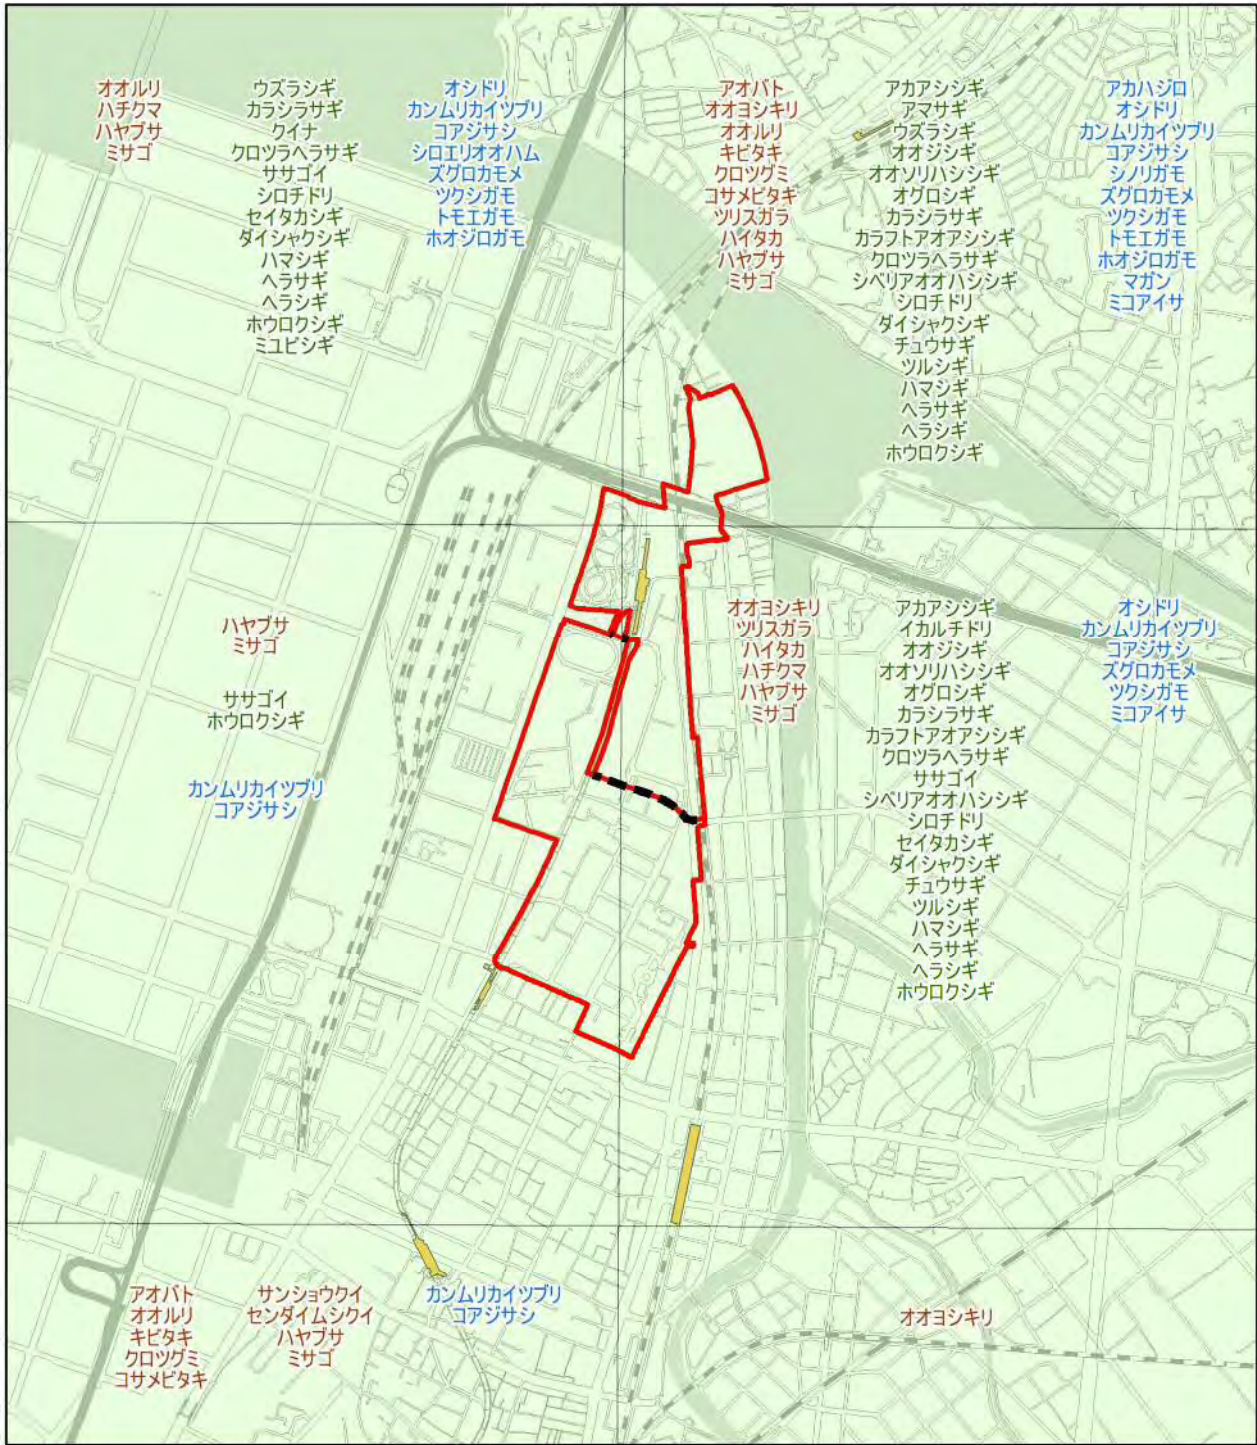 オオルリ
ハチクマ
ハヤブサ
ミサゴ
ウズラシギ
カラシラサギ
クイナ
クロツラヘラサギ
ササゴイ
シロチドリ
セイタカシギ
ダイシャクシギ
ハマシギ
ヘラサギ
ヘラシギ
ホウロクシギ
ミユビシギ
オシドリ
カンムリカイツブリ
コアジサシ
シロエリオオハム
ズグロカモメ
ツクシガモ
トモエガモ
ホオジロガモ
アオバト
オオヨシキリ
オオルリ
キビタキ
クロツグミ
コサメビタキ
ツリスガラ
ハイタカ
ハヤブサ
ミサゴ
アカアシシギ
アマサギ
ウズラシギ
オオジシギ
オオソリハシシギ
オグロシギ
カラシラサギ
カラフトアオアシシギ
クロツラヘラサギ
シベリアオオハシシギ
シロチドリ
ダイシャクシギ
チュウサギ
ツルシギ
ハマシギ
ヘラサギ
ヘラシギ
ホウロクシギ
アカハジロ
オシドリ
カンムリカイツブリ
コアジサシ
シノリガモ
ズグロカモメ
ツクシガモ
トモエガモ
ホオジロガモ
マガン
ミコアイサ
ハヤブサ
ミサゴ
ササゴイ
ホウロクシギ
カンムリカイツブリ
コアジサシ
オオヨシキリ
ツリスガラ
ハイタカ
ハチクマ
ハヤブサ
ミサゴ
アカアシシギ
イカルチドリ
オオジシギ
オオソリハシシギ
オグロシギ
カラシラサギ
カラフトアオアシシギ
クロツラヘラサギ
ササゴイ
シベリアオオハシシギ
シロチドリ
セイタカシギ
ダイシャクシギ
チュウサギ
ツルシギ
ハマシギ
ヘラサギ
ヘラシギ
ホウロクシギ
オシドリ
カンムリカイツブリ
コアジサシ
ズグロカモメ
ツクシガモ
ミコアイサ
アオバト
オオルリ
キビタキ
クロツグミ
コサメビタキ
サンショウクイ
センダイムシクイ
ハヤブサ
ミサゴ
カンムリカイツブリ
コアジサシ
オオヨシキリ